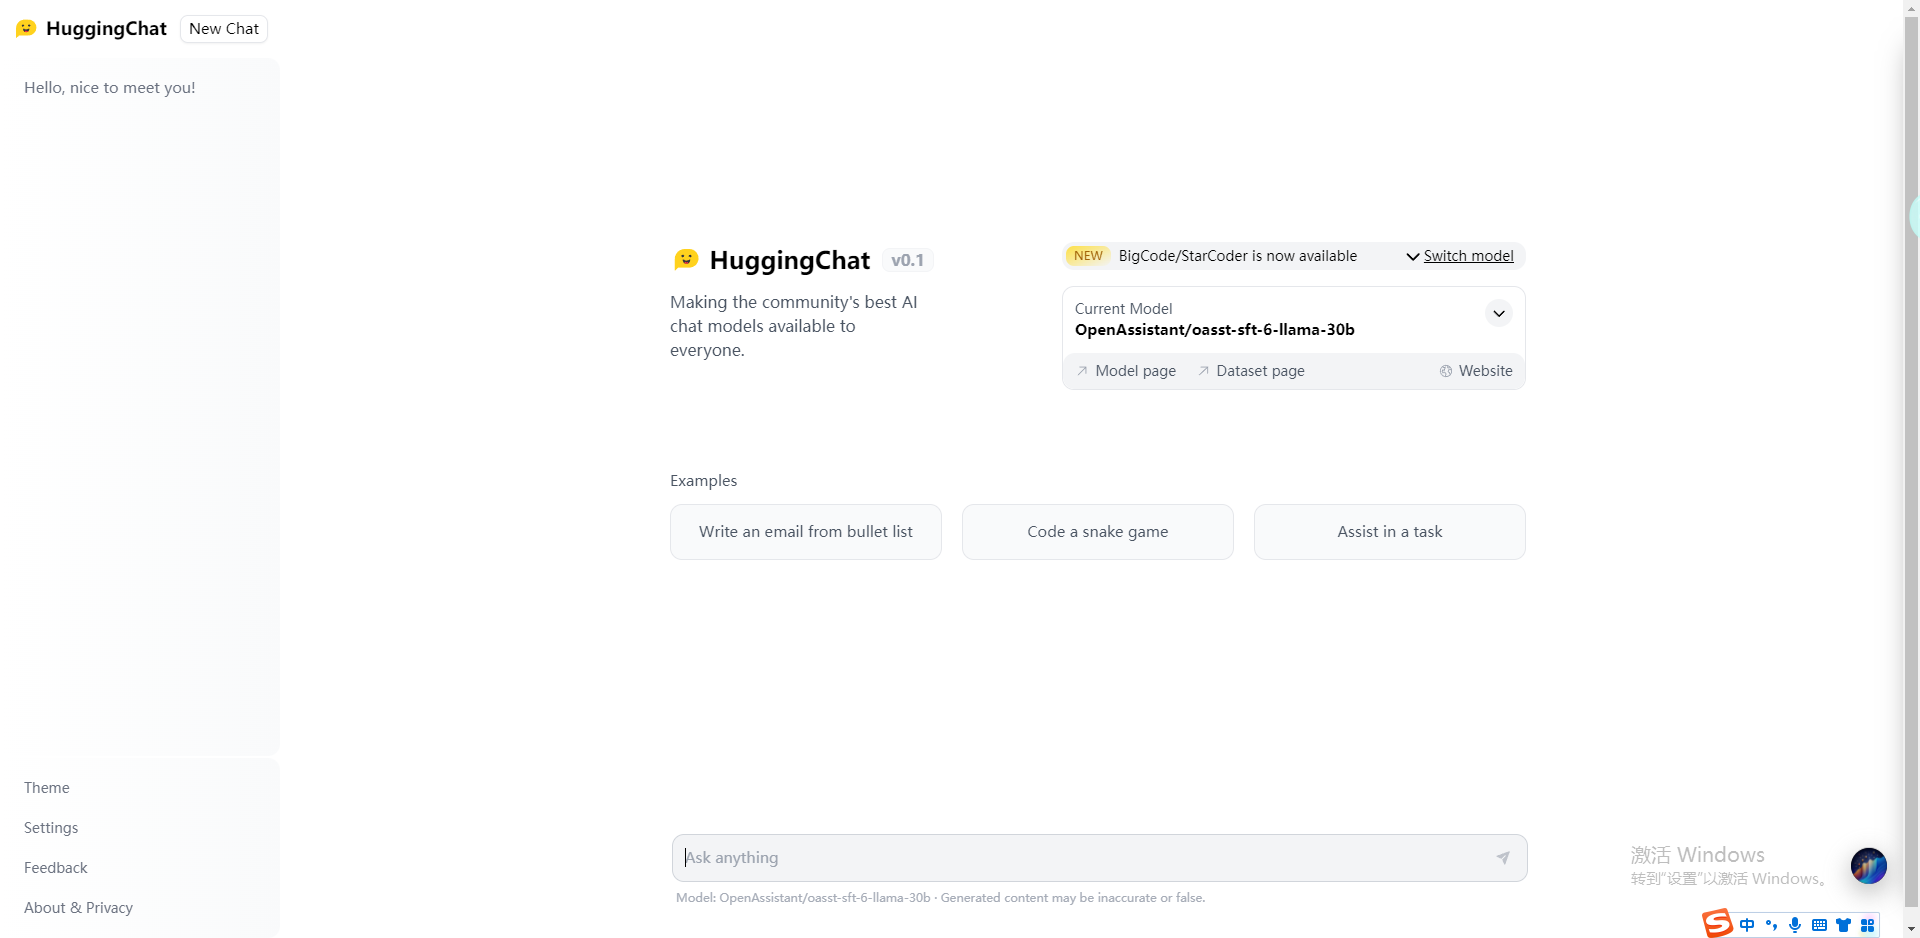 HuggingChat
New Chat
Hello, nice to meet you!
HuggingChat v0.1
Making the community's best AI
chat models available to
everyone.
NEW BigCode/StarCoder is now available Switch model
Current Model
OpenAssistant/oasst-sft-6-llama-30b
Model page Dataset page Website
Examples
Write an email from bullet list
Code a snake game
Assist in a task
Theme
Settings
Feedback
About & Privacy
Ask anything
Model: OpenAssistant/oasst-sft-6-llama-30b · Generated content may be inaccurate or false.
激活 Windows
转到“设置”以激活 Windows。
S 中 °,